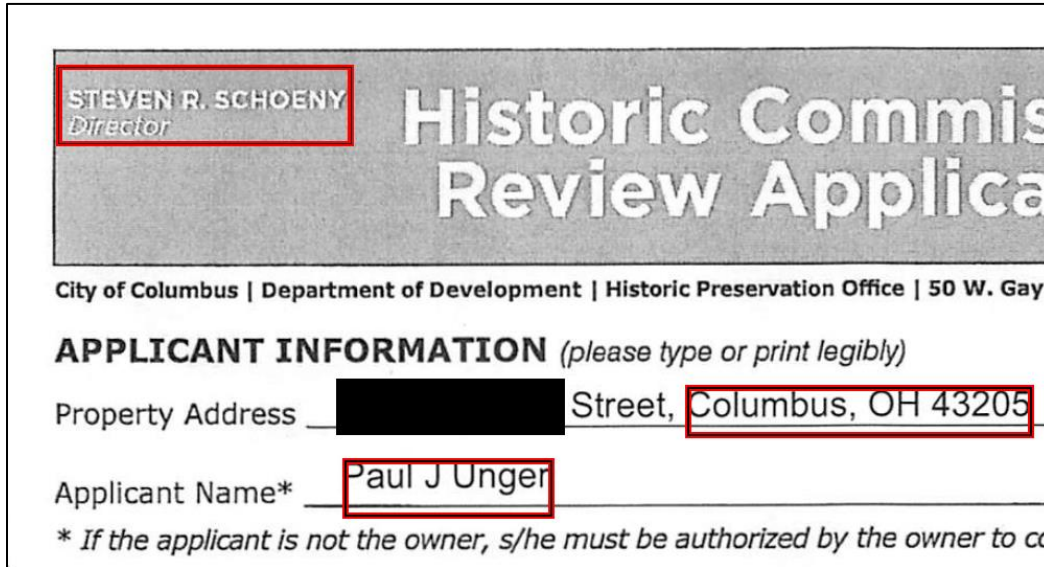 STEVEN R. SCHOENY
Director
Historic Commis
Review Applica
City of Columbus | Department of Development | Historic Preservation Office | 50 W. Gay
APPLICANT INFORMATION (please type or print legibly)
Property Address Street, Columbus, OH 43205
Applicant Name* Paul J Unger
* If the applicant is not the owner, s/he must be authorized by the owner to co